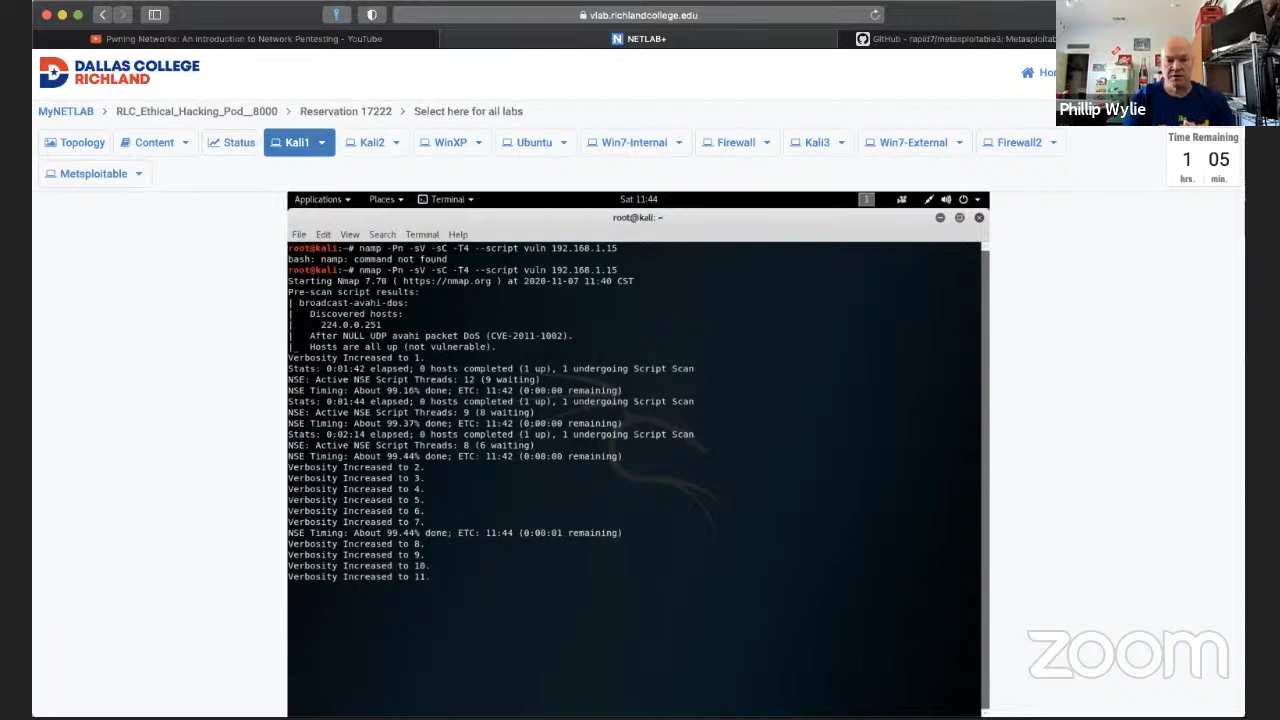 vlab.richlandcollege.edu
Pwning Networks: An Introduction to Network Pentesting - YouTube
NETLAB+
GitHub - rapid7/metasploitable3: Metasploi
DALLAS COLLEGE
RICHLAND
Ho
Phillip Wylie
MyNETLAB > RLC_Ethical_Hacking_Pod__8000 > Reservation 17222 > Select here for all labs
Time Remaining
1 05
hrs. min.
Topology Content Status Kali1 Kali2 WinXP Ubuntu Win7-Internal Firewall Kali3 Win7-External Firewall2
Metsploitable
Applications Places Terminal Sat 11:44 1
root@kali: ~
File Edit View Search Terminal Help
root@kali:~# namp -Pn -sV -sC -T4 --script vuln 192.168.1.15
bash: namp: command not found
root@kali:~# nmap -Pn -sV -sC -T4 --script vuln 192.168.1.15
Starting Nmap 7.70 ( https://nmap.org ) at 2020-11-07 11:40 CST
Pre-scan script results:
| broadcast-avahi-dos:
|   Discovered hosts:
|     224.0.0.251
|   After NULL UDP avahi packet DoS (CVE-2011-1002).
|_  Hosts are all up (not vulnerable).
Verbosity Increased to 1.
Stats: 0:01:42 elapsed; 0 hosts completed (1 up), 1 undergoing Script Scan
NSE: Active NSE Script Threads: 12 (9 waiting)
NSE Timing: About 99.16% done; ETC: 11:42 (0:00:00 remaining)
Stats: 0:01:44 elapsed; 0 hosts completed (1 up), 1 undergoing Script Scan
NSE: Active NSE Script Threads: 9 (8 waiting)
NSE Timing: About 99.37% done; ETC: 11:42 (0:00:00 remaining)
Stats: 0:02:14 elapsed; 0 hosts completed (1 up), 1 undergoing Script Scan
NSE: Active NSE Script Threads: 8 (6 waiting)
NSE Timing: About 99.44% done; ETC: 11:42 (0:00:00 remaining)
Verbosity Increased to 2.
Verbosity Increased to 3.
Verbosity Increased to 4.
Verbosity Increased to 5.
Verbosity Increased to 6.
Verbosity Increased to 7.
NSE Timing: About 99.44% done; ETC: 11:44 (0:00:01 remaining)
Verbosity Increased to 8.
Verbosity Increased to 9.
Verbosity Increased to 10.
Verbosity Increased to 11.
zoom